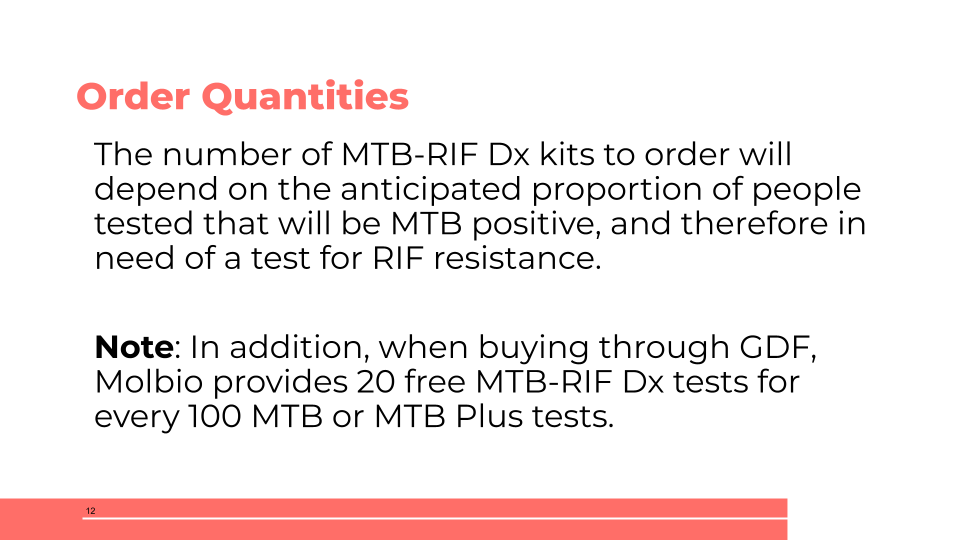 Order Quantities
The number of MTB-RIF Dx kits to order will
depend on the anticipated proportion of people
tested that will be MTB positive, and therefore in
need of a test for RIF resistance.
Note: In addition, when buying through GDF,
Molbio provides 20 free MTB-RIF Dx tests for
every 100 MTB or MTB Plus tests.
12